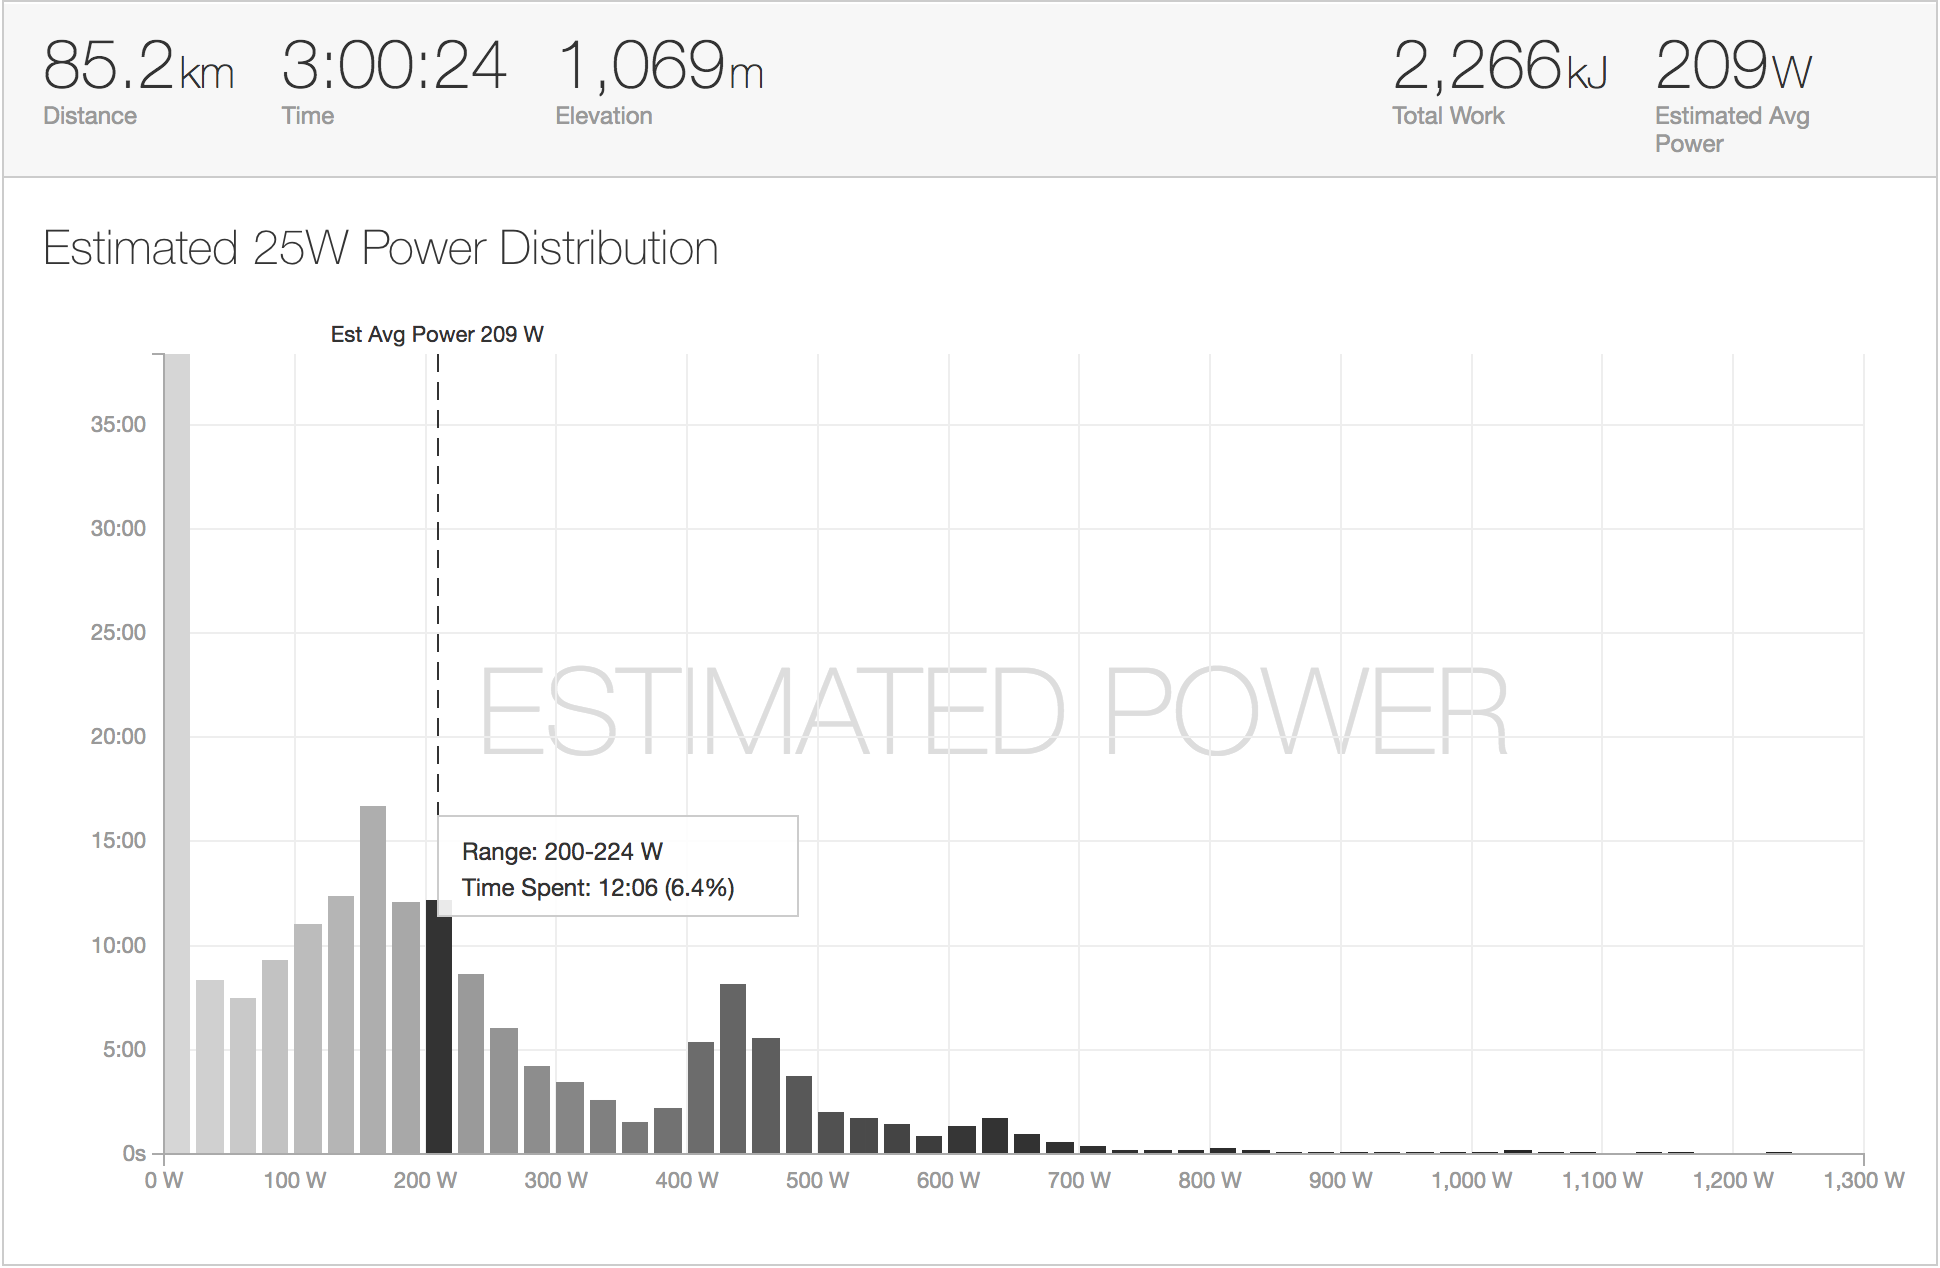 85.2km 3:00:24 1,069m 2,266kJ 209W
Distance Time Elevation Total Work Estimated Avg
Power
Estimated 25W Power Distribution
Est Avg Power 209 W
35:00
30:00
25:00
ESTIMATED POWER
20:00
15:00
Range: 200-224 W
Time Spent: 12:06 (6.4%)
10:00
5:00
0s
0 W 100 W 200 W 300 W 400 W 500 W 600 W 700 W 800 W 900 W 1,000 W 1,100 W 1,200 W 1,300 W